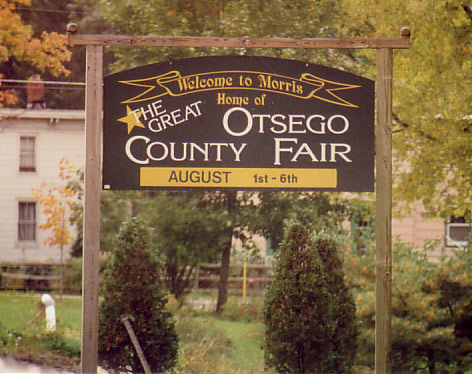 Welcome to Morris
Home of
THE GREAT OTSEGO
COUNTY FAIR
AUGUST 1st - 6th